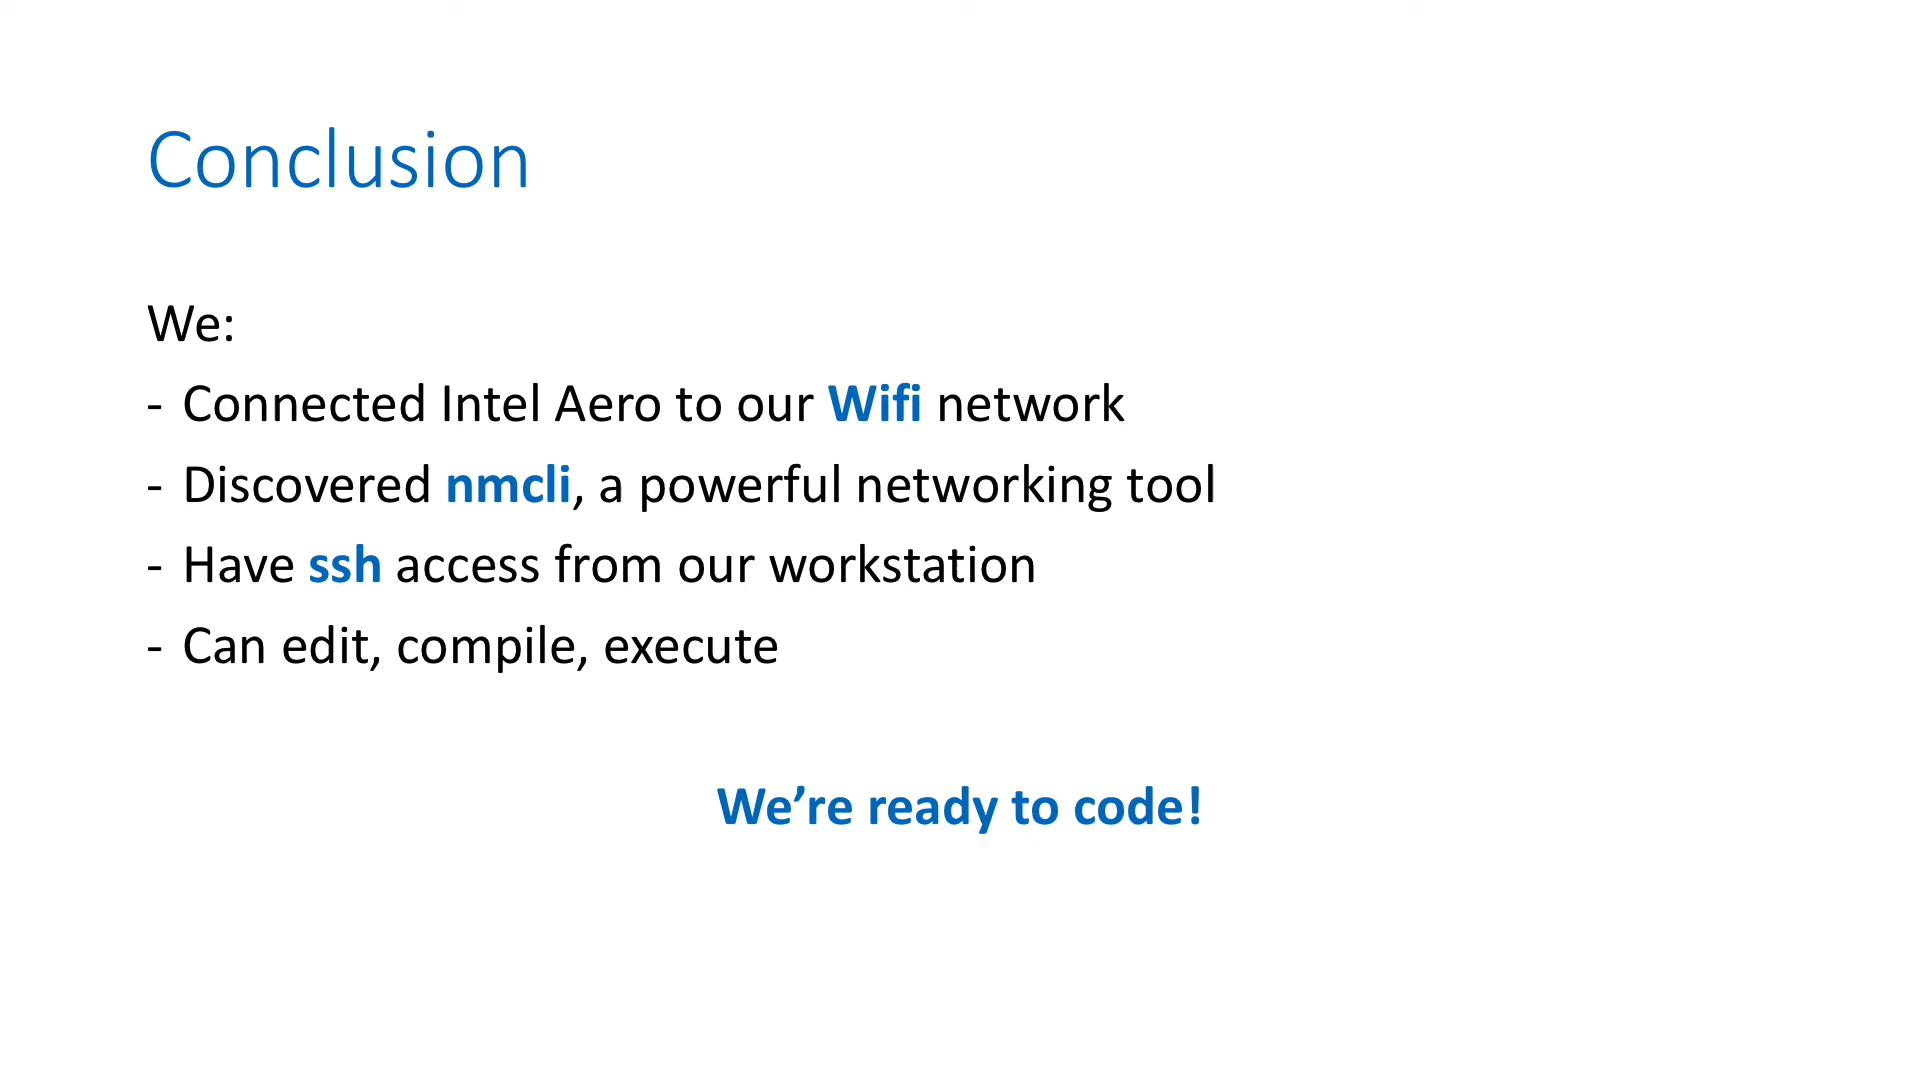 Conclusion
We:
- Connected Intel Aero to our Wifi network
- Discovered nmcli, a powerful networking tool
- Have ssh access from our workstation
- Can edit, compile, execute
We’re ready to code!